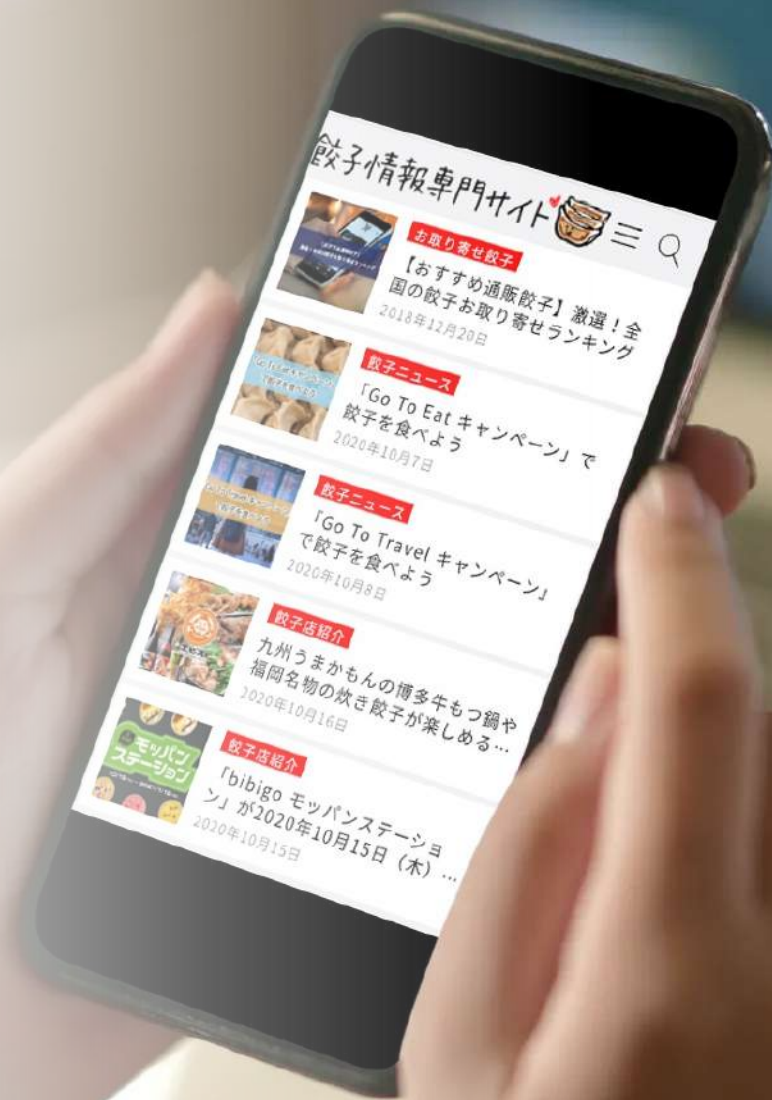 餃子情報専門サイト
お取り寄せ餃子
【おすすめ通販餃子】激選！全
国の餃子お取り寄せランキング
2018年12月20日
餃子ニュース
「Go To Eat キャンペーン」で
餃子を食べよう
2020年10月7日
餃子ニュース
「Go To Travel キャンペーン」
で餃子を食べよう
2020年10月8日
餃子店紹介
九州うまかもんの博多牛もつ鍋や
福岡名物の炊き餃子が楽しめる…
2020年10月16日
モッパン
ステーション
餃子店紹介
「bibigo モッパンステーショ
ン」が2020年10月15日（木）…
2020年10月15日